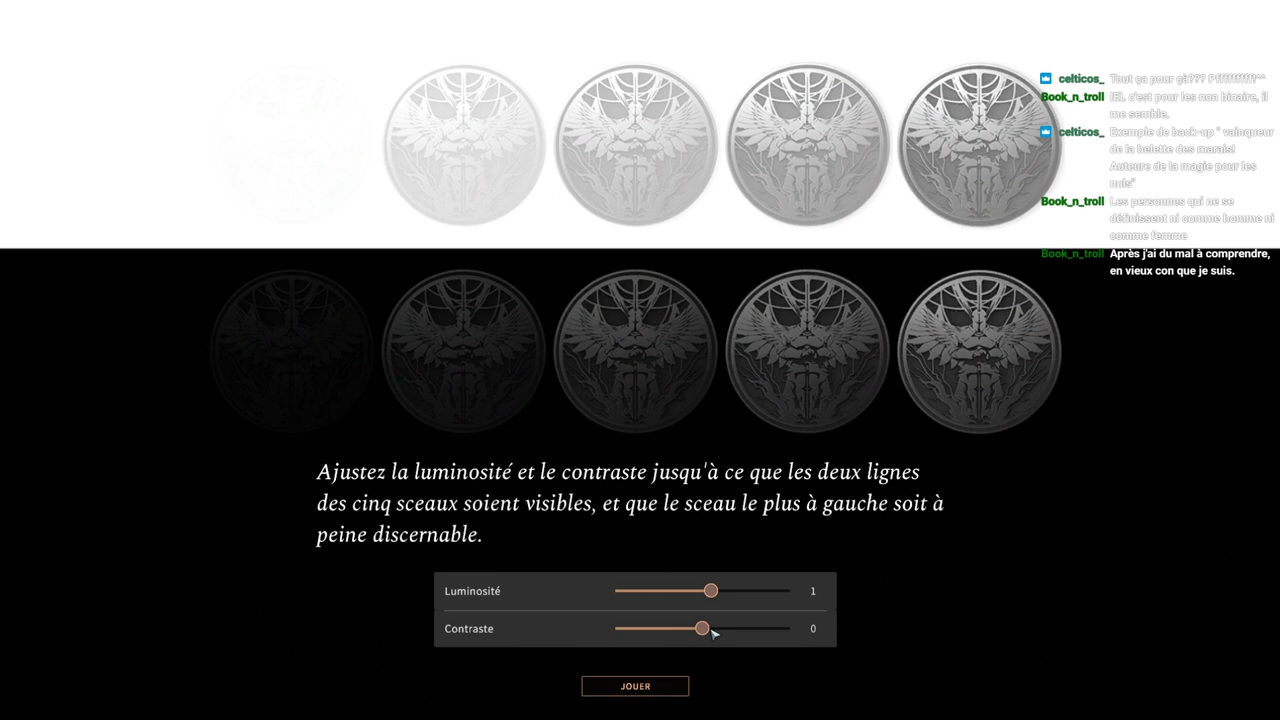 celticos_ Tout ça pour çà??? Pffffffffff^^
Book_n_troll IEL c'est pour les non binaire, il
me semble.
celticos_ Exemple de back-up " vainqueur
de la belette des marais!
Auteure de la magie pour les
nuls"
Book_n_troll Les personnes qui ne se
définissent ni comme homme ni
comme femme
Book_n_troll Après j'ai du mal à comprendre,
en vieux con que je suis.
Ajustez la luminosité et le contraste jusqu'à ce que les deux lignes
des cinq sceaux soient visibles, et que le sceau le plus à gauche soit à
peine discernable.
Luminosité 1
Contraste 0
JOUER